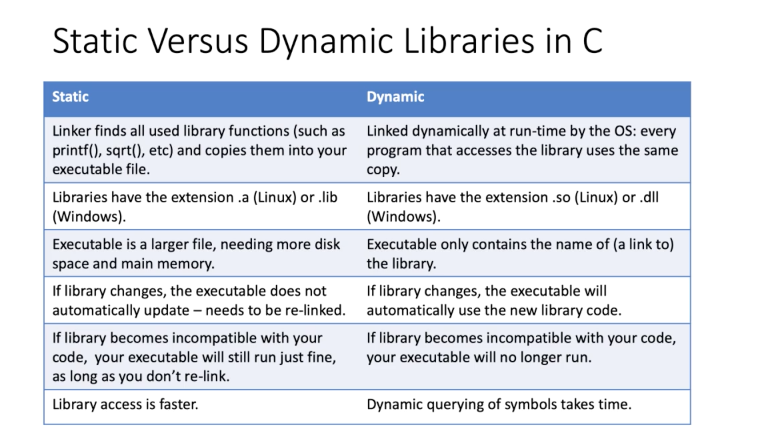 Static Versus Dynamic Libraries in C
Static
Dynamic
Linker finds all used library functions (such as
printf(), sqrt(), etc) and copies them into your
executable file.
Linked dynamically at run-time by the OS: every
program that accesses the library uses the same
copy.
Libraries have the extension .a (Linux) or .lib
(Windows).
Libraries have the extension .so (Linux) or .dll
(Windows).
Executable is a larger file, needing more disk
space and main memory.
Executable only contains the name of (a link to)
the library.
If library changes, the executable does not
automatically update – needs to be re-linked.
If library changes, the executable will
automatically use the new library code.
If library becomes incompatible with your
code,  your executable will still run just fine,
as long as you don’t re-link.
If library becomes incompatible with your code,
your executable will no longer run.
Library access is faster.
Dynamic querying of symbols takes time.